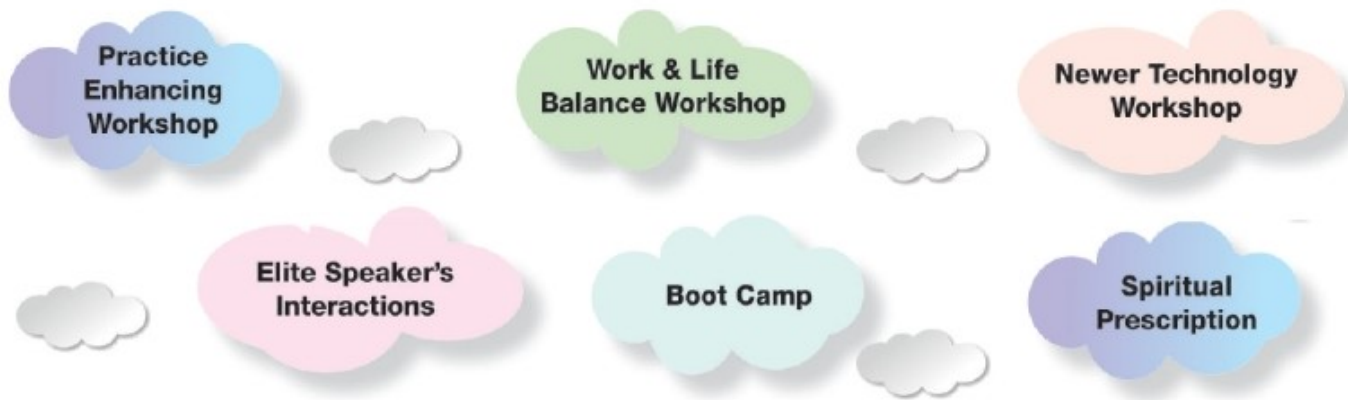 Practice
Enhancing
Workshop
Work & Life
Balance Workshop
Newer Technology
Workshop
Elite Speaker's
Interactions
Boot Camp
Spiritual
Prescription